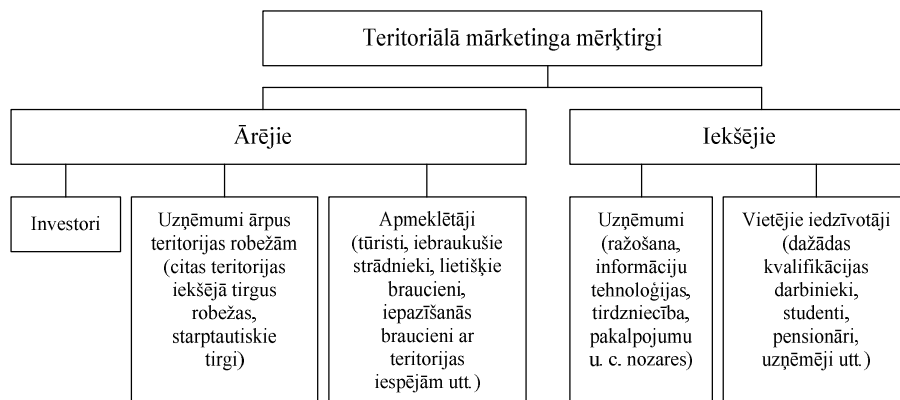 Teritoriālā mārketinga mērķtirgi
Ārējie
Iekšējie
Investori
Uzņēmumi ārpus
teritorijas robežām
(citas teritorijas
iekšējā tirgus
robežas,
starptautiskie
tirgi)
Apmeklētāji
(tūristi, iebraukušie
strādnieki, lietišķie
braucieni,
iepazīšanās
braucieni ar
teritorijas
iespējām utt.)
Uzņēmumi
(ražošana,
informāciju
tehnoloģijas,
tirdzniecība,
pakalpojumu
u. c. nozares)
Vietējie iedzīvotāji
(dažādas
kvalifikācijas
darbinieki,
studenti,
pensionāri,
uzņēmēji utt.)